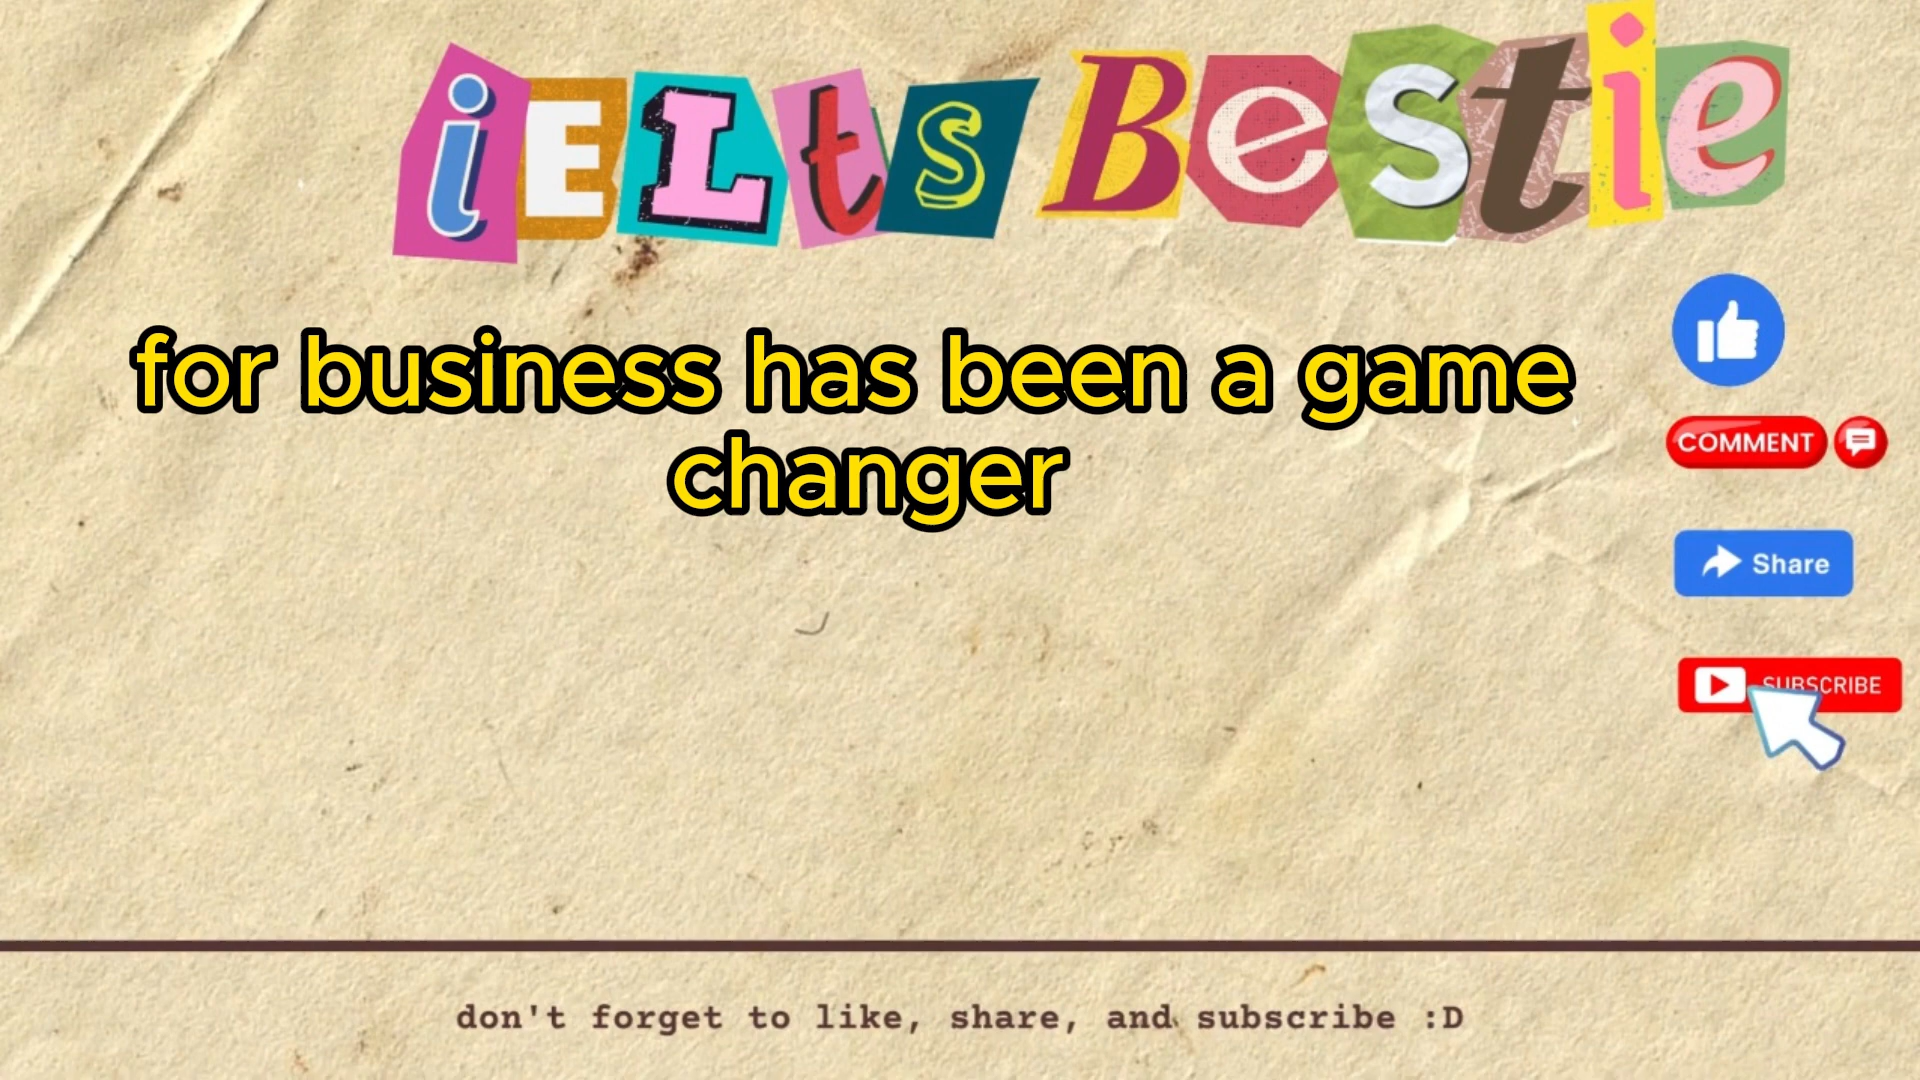 iELts Bestie
for business has been a game
changer
COMMENT
Share
SUBSCRIBE
don't forget to like, share, and subscribe :D